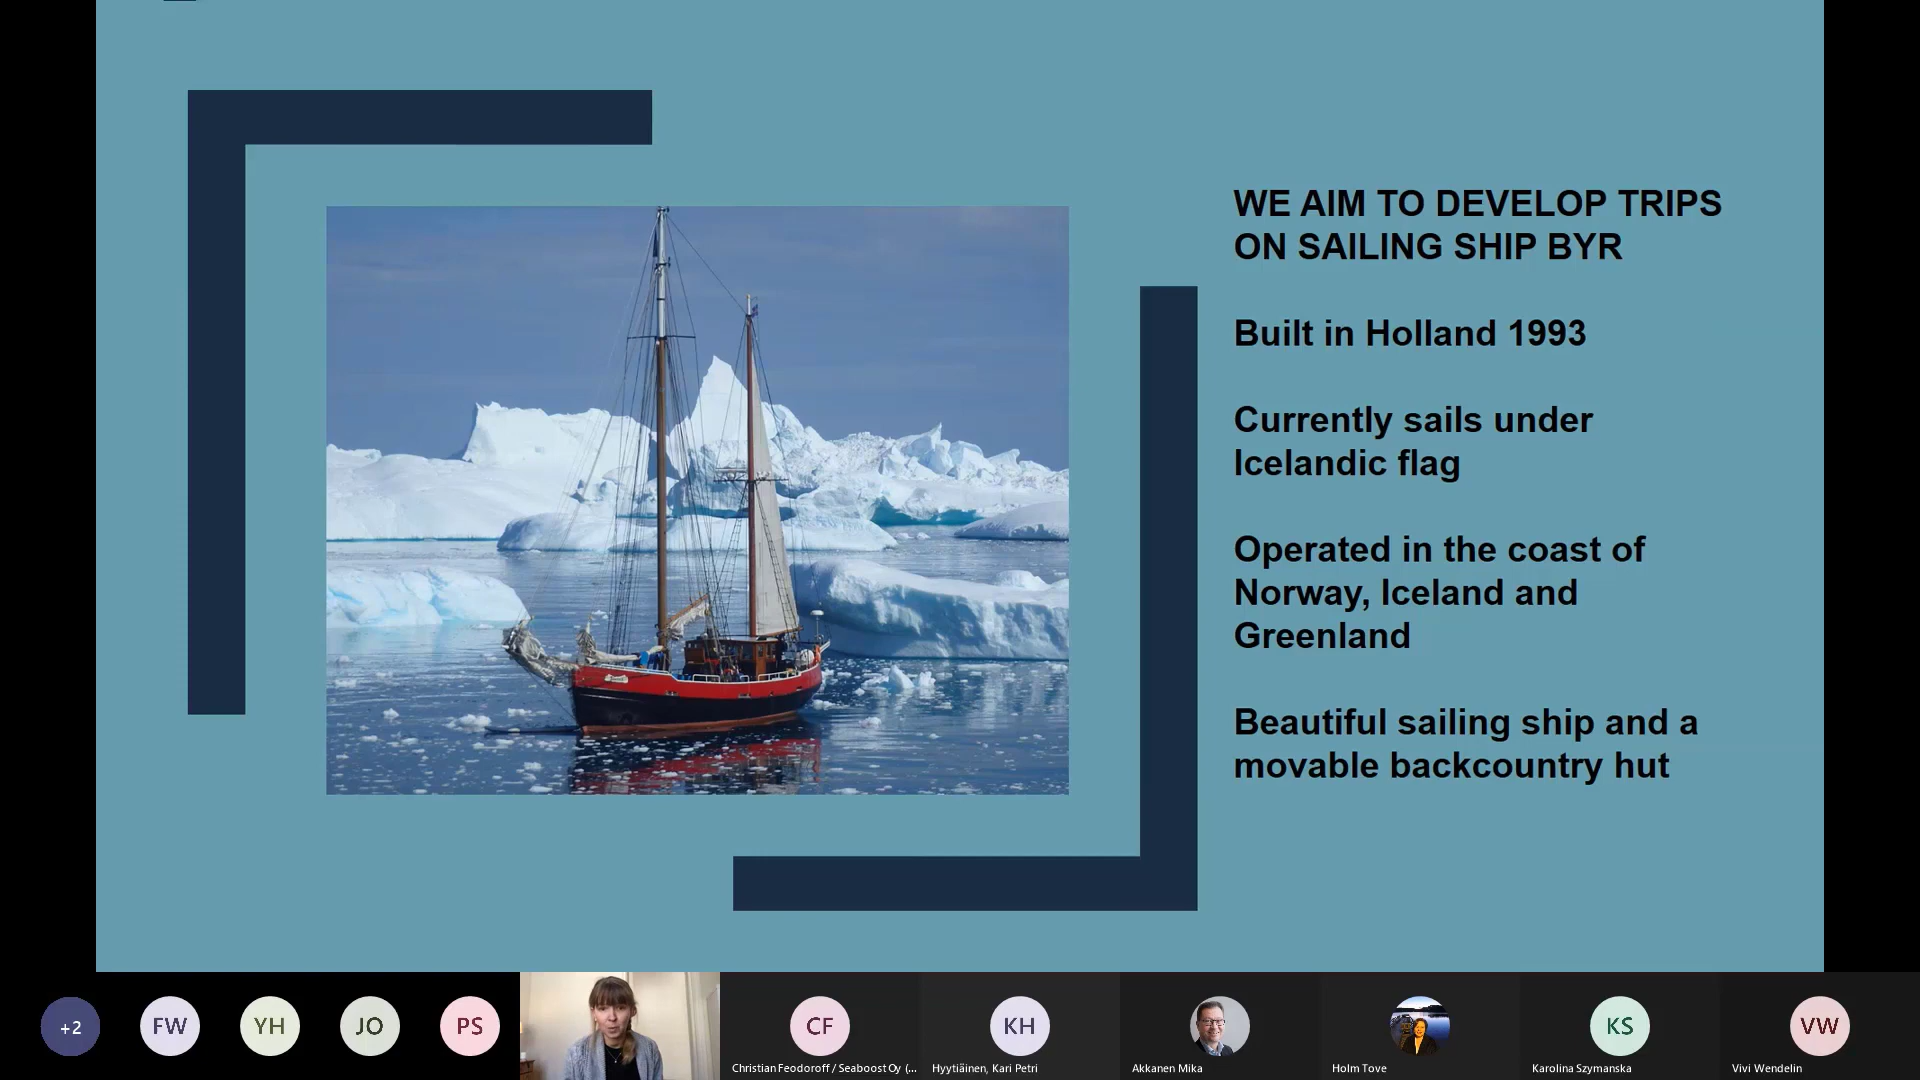 WE AIM TO DEVELOP TRIPS
ON SAILING SHIP BYR
Built in Holland 1993
Currently sails under
Icelandic flag
Operated in the coast of
Norway, Iceland and
Greenland
Beautiful sailing ship and a
movable backcountry hut
+2
FW
YH
JO
PS
CF
KH
KS
VW
Christian Feodoroff / Seaboost Oy (...
Hyytiäinen, Kari Petri
Akkanen Mika
Holm Tove
Karolina Szymanska
Vivi Wendelin